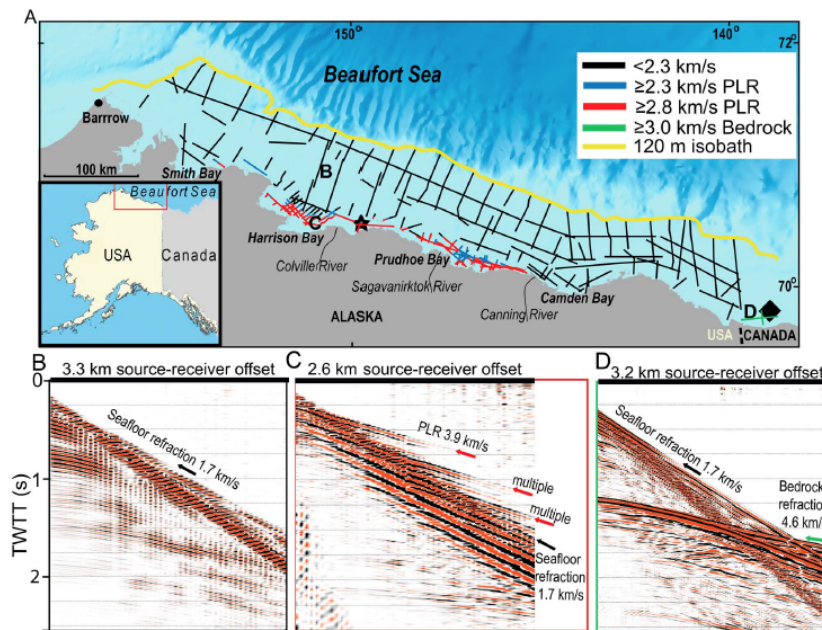 A
150°
140°
72°
Beaufort Sea
<2.3 km/s
≥2.3 km/s PLR
≥2.8 km/s PLR
≥3.0 km/s Bedrock
120 m isobath
Barrrow
100 km
Smith Bay
B
Beaufort Sea
USA
Canada
C
Harrison Bay
Colville River
Prudhoe Bay
Sagavanirktok River
Canning River
Camden Bay
70°
D
ALASKA
USA
CANADA
B
3.3 km source-receiver offset
C
2.6 km source-receiver offset
D
3.2 km source-receiver offset
TWTT (s)
0
1
2
Seafloor refraction 1.7 km/s
PLR 3.9 km/s
multiple
multiple
Seafloor
refraction
1.7 km/s
Seafloor refraction 1.7 km/s
Bedrock
refraction
4.6 km/